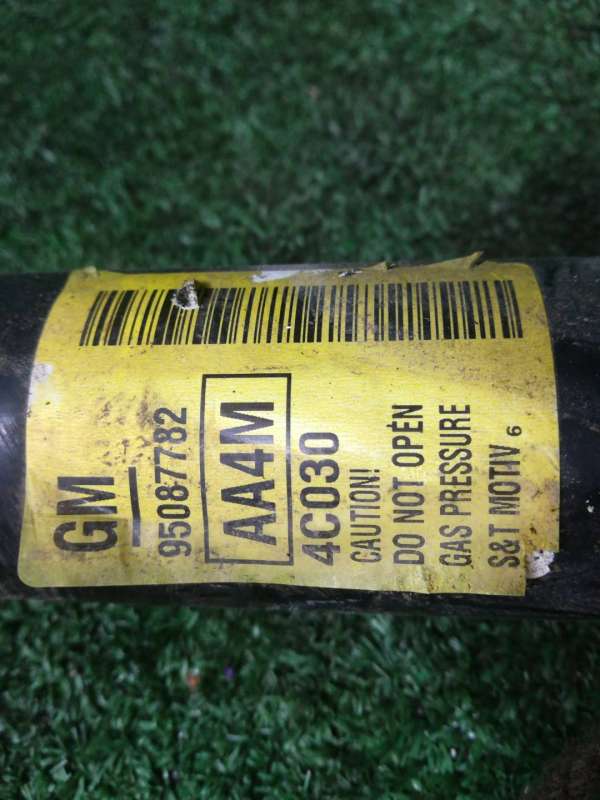 GM
95087782
AA4M
4C030
CAUTION!
DO NOT OPEN
GAS PRESSURE
S&T MOTIV 6